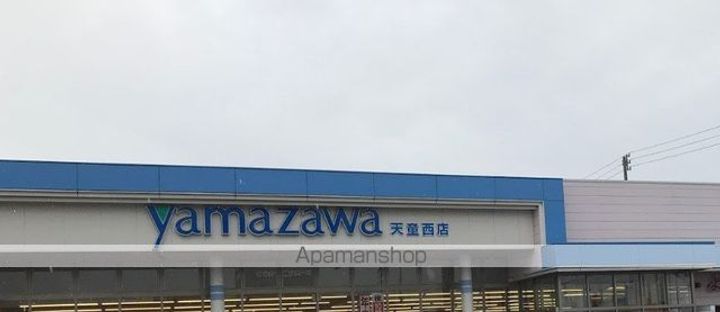 yamazawa 天童西店
Apamanshop